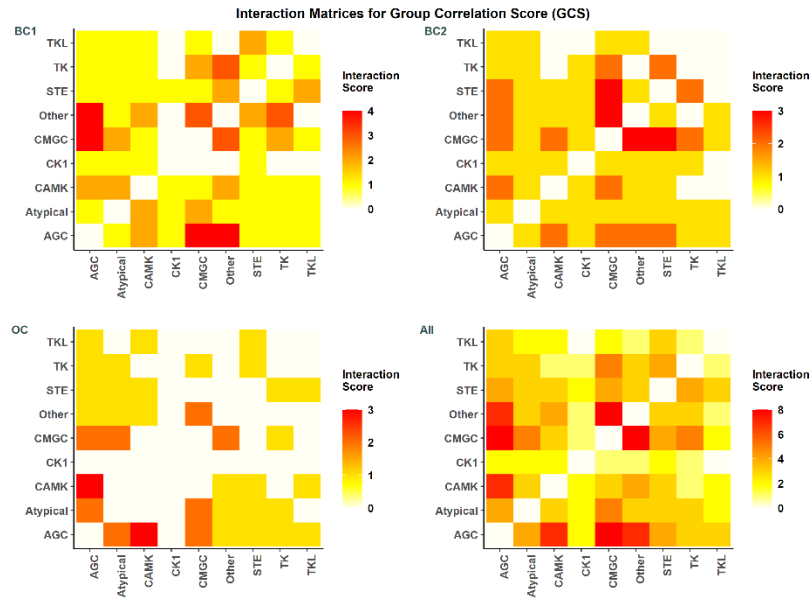 Interaction Matrices for Group Correlation Score (GCS)
BC1
TKL
TK
STE
Other
CMGC
CK1
CAMK
Atypical
AGC
AGC
Atypical
CAMK
CK1
CMGC
Other
STE
TK
TKL
Interaction
Score
4
3
2
1
0
BC2
TKL
TK
STE
Other
CMGC
CK1
CAMK
Atypical
AGC
AGC
Atypical
CAMK
CK1
CMGC
Other
STE
TK
TKL
Interaction
Score
3
2
1
0
OC
TKL
TK
STE
Other
CMGC
CK1
CAMK
Atypical
AGC
AGC
Atypical
CAMK
CK1
CMGC
Other
STE
TK
TKL
Interaction
Score
3
2
1
0
All
TKL
TK
STE
Other
CMGC
CK1
CAMK
Atypical
AGC
AGC
Atypical
CAMK
CK1
CMGC
Other
STE
TK
TKL
Interaction
Score
8
6
4
2
0